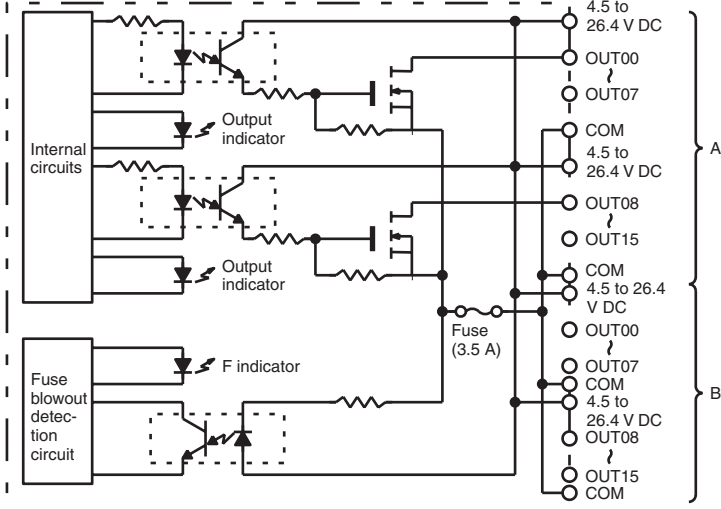 4.5 to
26.4 V DC
OUT00
OUT07
COM
4.5 to
26.4 V DC
OUT08
OUT15
COM
4.5 to 26.4
V DC
OUT00
OUT07
COM
4.5 to
26.4 V DC
OUT08
OUT15
COM
A
B
Internal
circuits
Output
indicator
Output
indicator
Fuse
(3.5 A)
F indicator
Fuse
blowout
detec-
tion
circuit